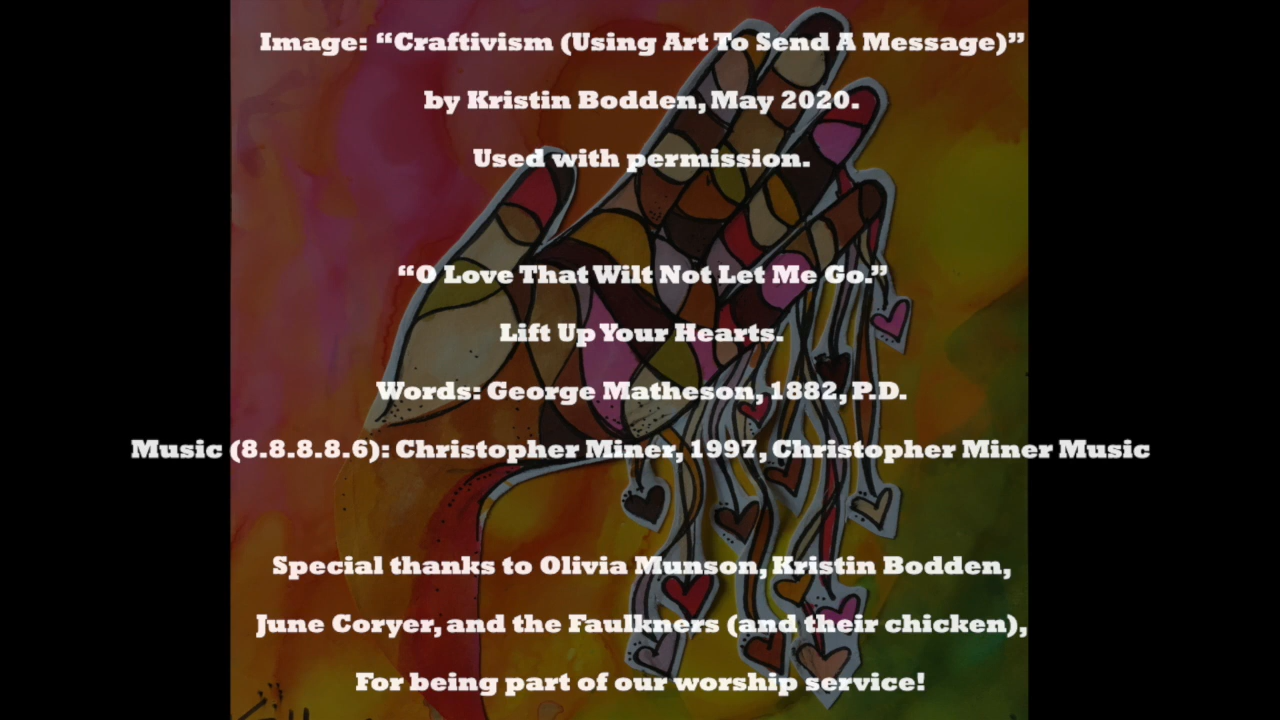 Image: “Craftivism (Using Art To Send A Message)”
by Kristin Bodden, May 2020.
Used with permission.
“O Love That Wilt Not Let Me Go.”
Lift Up Your Hearts.
Words: George Matheson, 1882, P.D.
Music (8.8.8.8.6): Christopher Miner, 1997, Christopher Miner Music
Special thanks to Olivia Munson, Kristin Bodden,
June Coryer, and the Faulkners (and their chicken),
For being part of our worship service!